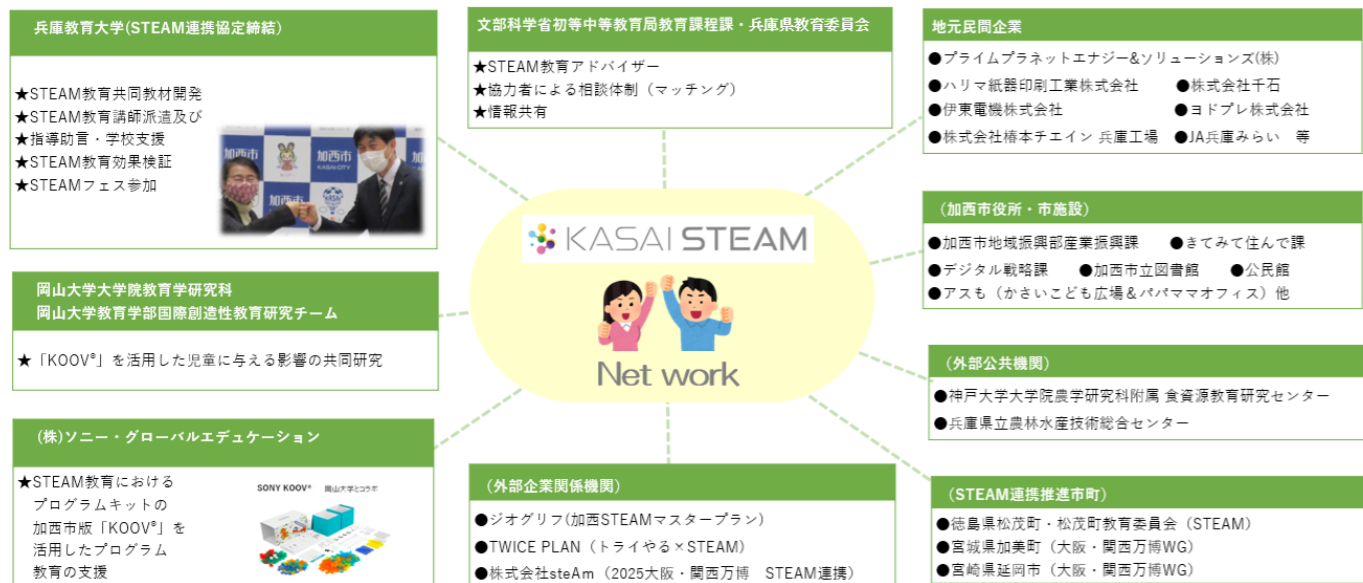 兵庫教育大学(STEAM連携協定締結)
★STEAM教育共同教材開発
★STEAM教育講師派遣及び
★指導助言・学校支援
★STEAM教育効果検証
★STEAMフェス参加
加西市
加西市
KASAI CITY
加西
文部科学省初等中等教育局教育課程課・兵庫県教育委員会
★STEAM教育アドバイザー
★協力者による相談体制（マッチング）
★情報共有
地元民間企業
●プライムプラネットエナジー&ソリューションズ(株)
●ハリマ紙器印刷工業株式会社 ●株式会社千石
●伊東電機株式会社 ●ヨドプレ株式会社
●株式会社椿本チエイン 兵庫工場 ●JA兵庫みらい 等
KASAI STEAM
Net work
（加西市役所・市施設）
●加西市地域振興部産業振興課 ●きてみて住んで課
●デジタル戦略課 ●加西市立図書館 ●公民館
●アスも（かさいこども広場＆パパママオフィス）他
岡山大学大学院教育学研究科
岡山大学教育学部国際創造性教育研究チーム
★「KOOV®」を活用した児童に与える影響の共同研究
（外部公共機関）
●神戸大学大学院農学研究科附属 食資源教育研究センター
●兵庫県立農林水産技術総合センター
(株)ソニー・グローバルエデュケーション
★STEAM教育における
プログラムキットの
加西市版「KOOV®」を
活用したプログラム
教育の支援
SONY KOOV® 岡山大学とコラボ
（外部企業関係機関）
●ジオグリフ(加西STEAMマスタープラン)
●TWICE PLAN（トライやる×STEAM）
●株式会社steAm（2025大阪・関西万博 STEAM連携）
（STEAM連携推進市町）
●徳島県松茂町・松茂町教育委員会（STEAM）
●宮城県加美町（大阪・関西万博WG）
●宮崎県延岡市（大阪・関西万博WG）